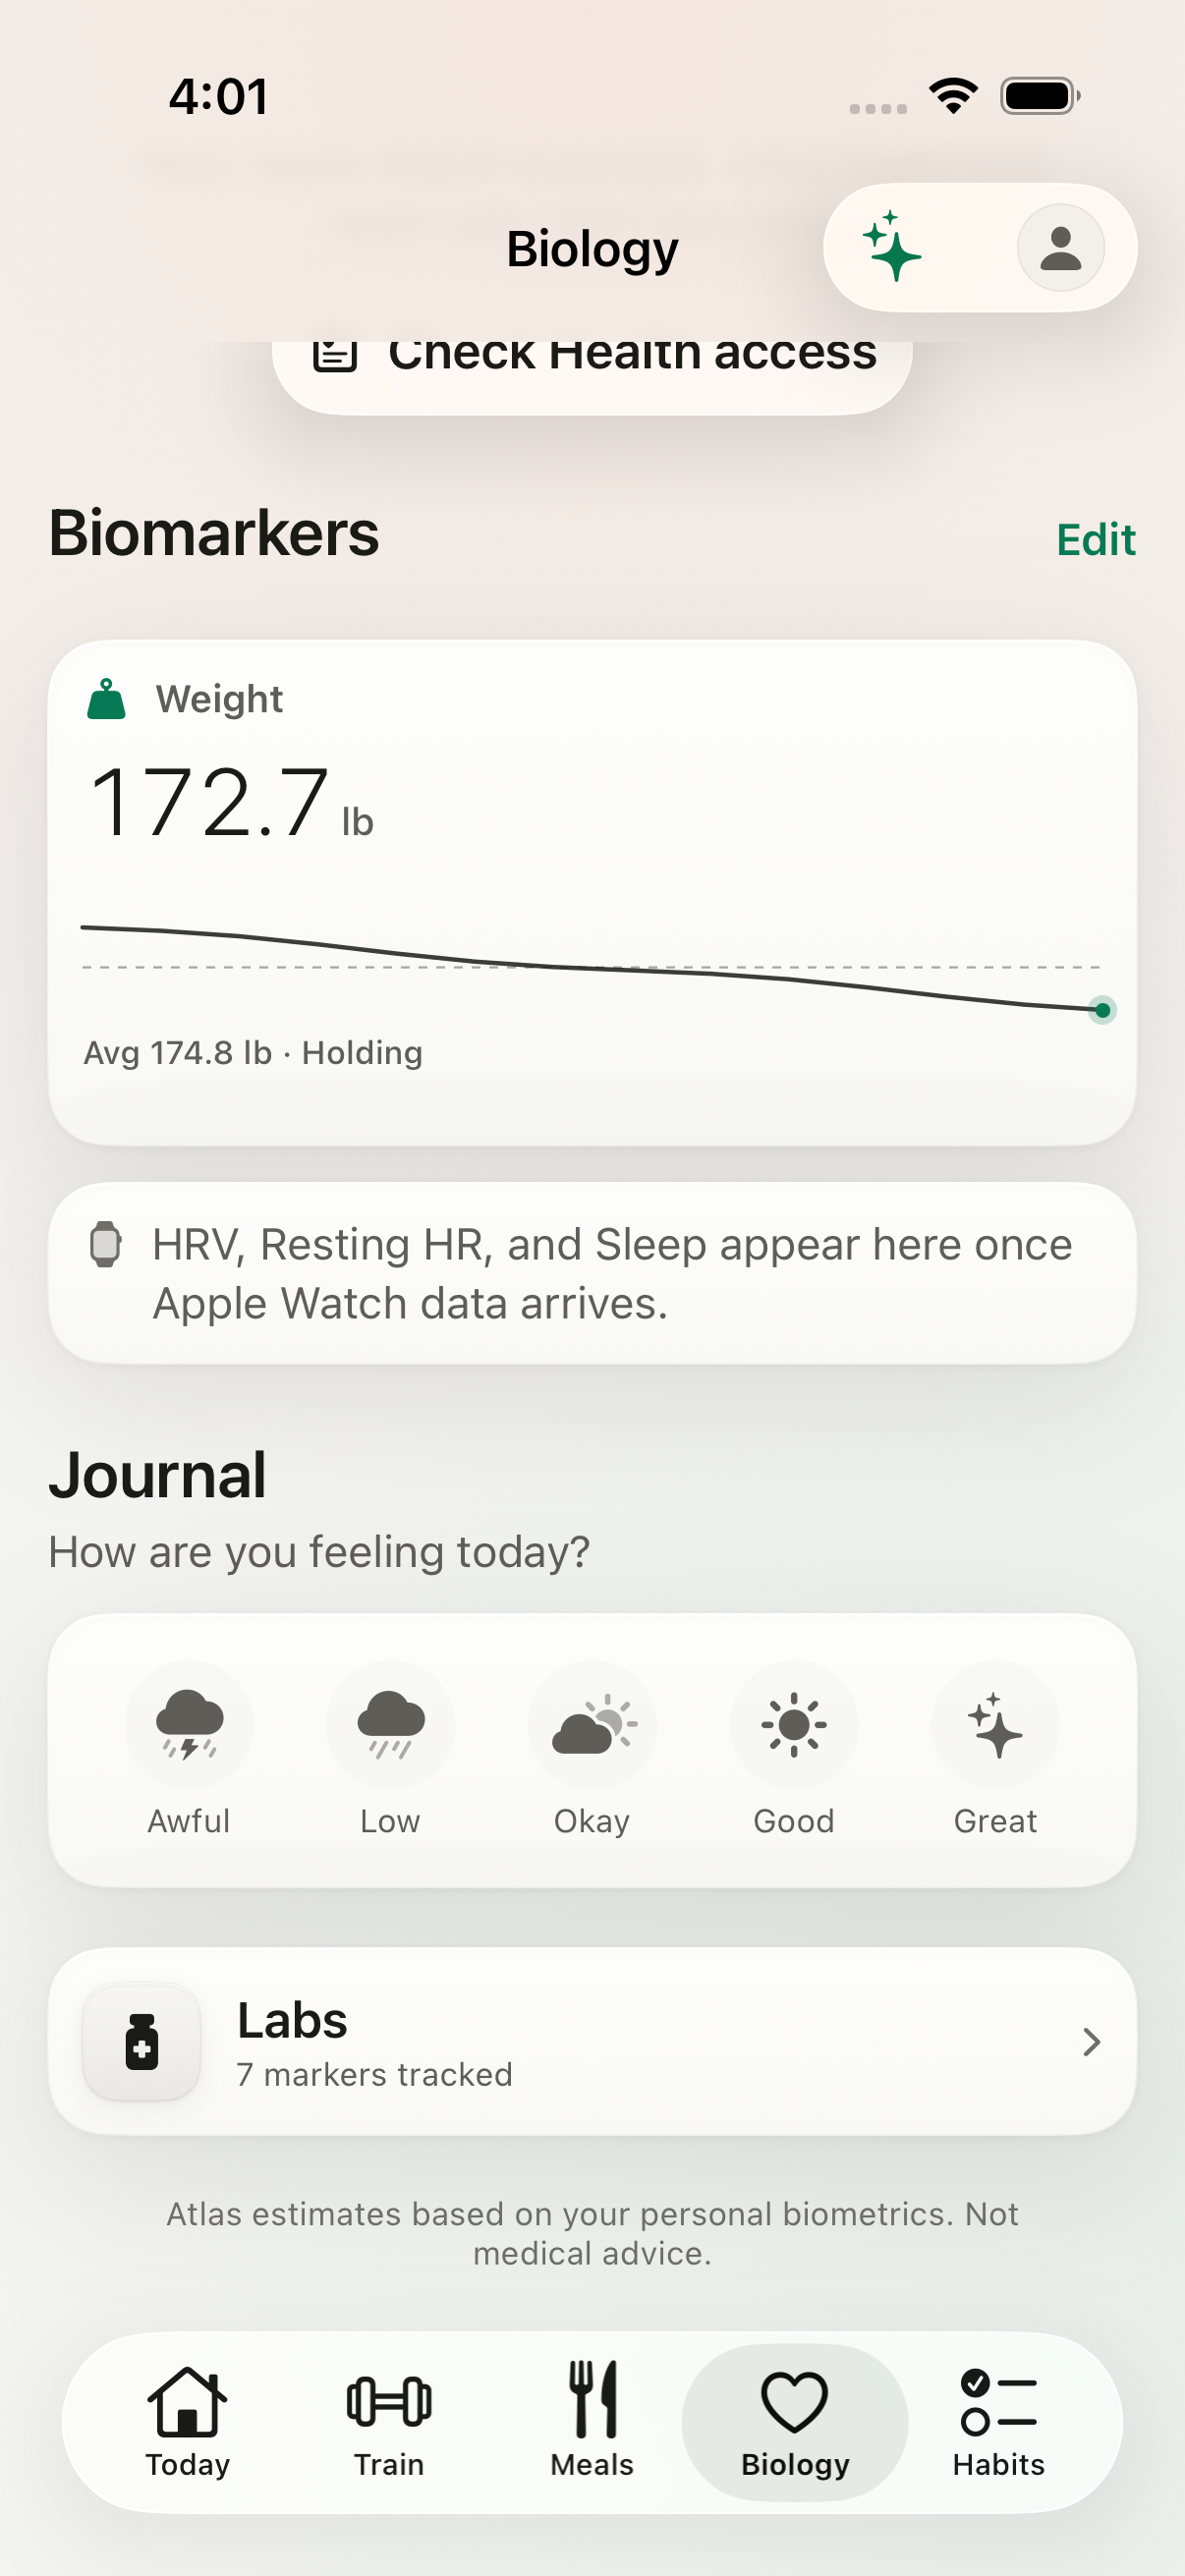 4:01
Biology
Check Health access
Biomarkers
Edit
Weight
172.7 lb
Avg 174.8 lb · Holding
HRV, Resting HR, and Sleep appear here once
Apple Watch data arrives.
Journal
How are you feeling today?
Awful Low Okay Good Great
Labs
7 markers tracked
Atlas estimates based on your personal biometrics. Not
medical advice.
Today Train Meals Biology Habits